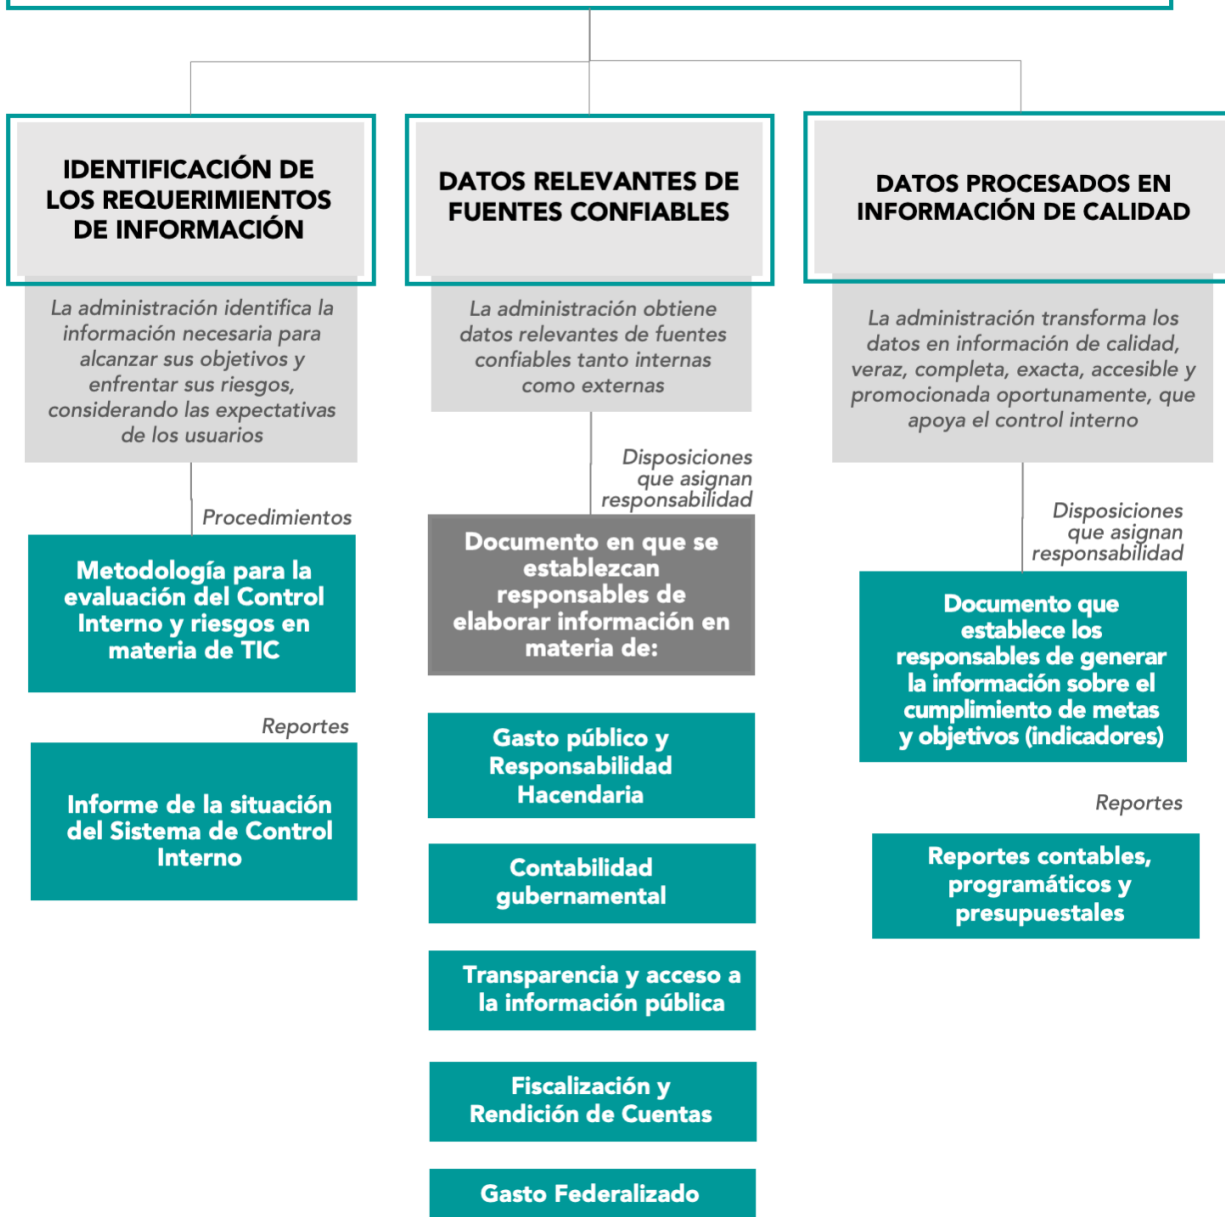 IDENTIFICACIÓN DE
LOS REQUERIMIENTOS
DE INFORMACIÓN
La administración identifica la
información necesaria para
alcanzar sus objetivos y
enfrentar sus riesgos,
considerando las expectativas
de los usuarios
Procedimientos
Metodología para la
evaluación del Control
Interno y riesgos en
materia de TIC
Reportes
Informe de la situación
del Sistema de Control
Interno
DATOS RELEVANTES DE
FUENTES CONFIABLES
La administración obtiene
datos relevantes de fuentes
confiables tanto internas
como externas
Disposiciones
que asignan
responsabilidad
Documento en que se
establezcan
responsables de
elaborar información en
materia de:
Gasto público y
Responsabilidad
Hacendaria
Contabilidad
gubernamental
Transparencia y acceso a
la información pública
Fiscalización y
Rendición de Cuentas
Gasto Federalizado
DATOS PROCESADOS EN
INFORMACIÓN DE CALIDAD
La administración transforma los
datos en información de calidad,
veraz, completa, exacta, accesible y
promocionada oportunamente, que
apoya el control interno
Disposiciones
que asignan
responsabilidad
Documento que
establece los
responsables de generar
la información sobre el
cumplimiento de metas
y objetivos (indicadores)
Reportes
Reportes contables,
programáticos y
presupuestales